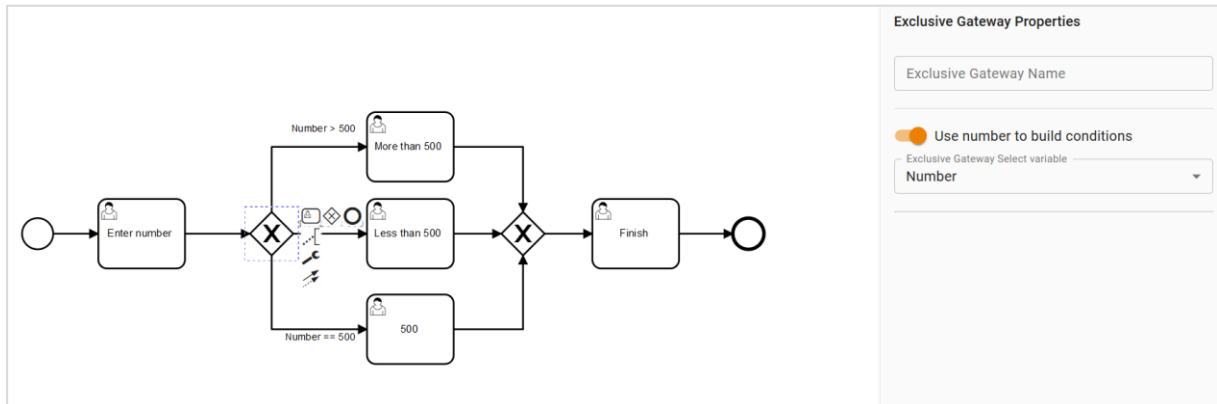 Exclusive Gateway Properties
Exclusive Gateway Name
Use number to build conditions
Exclusive Gateway Select variable
Number
Number > 500
More than 500
Enter number
X
Less than 500
X
Finish
500
Number == 500